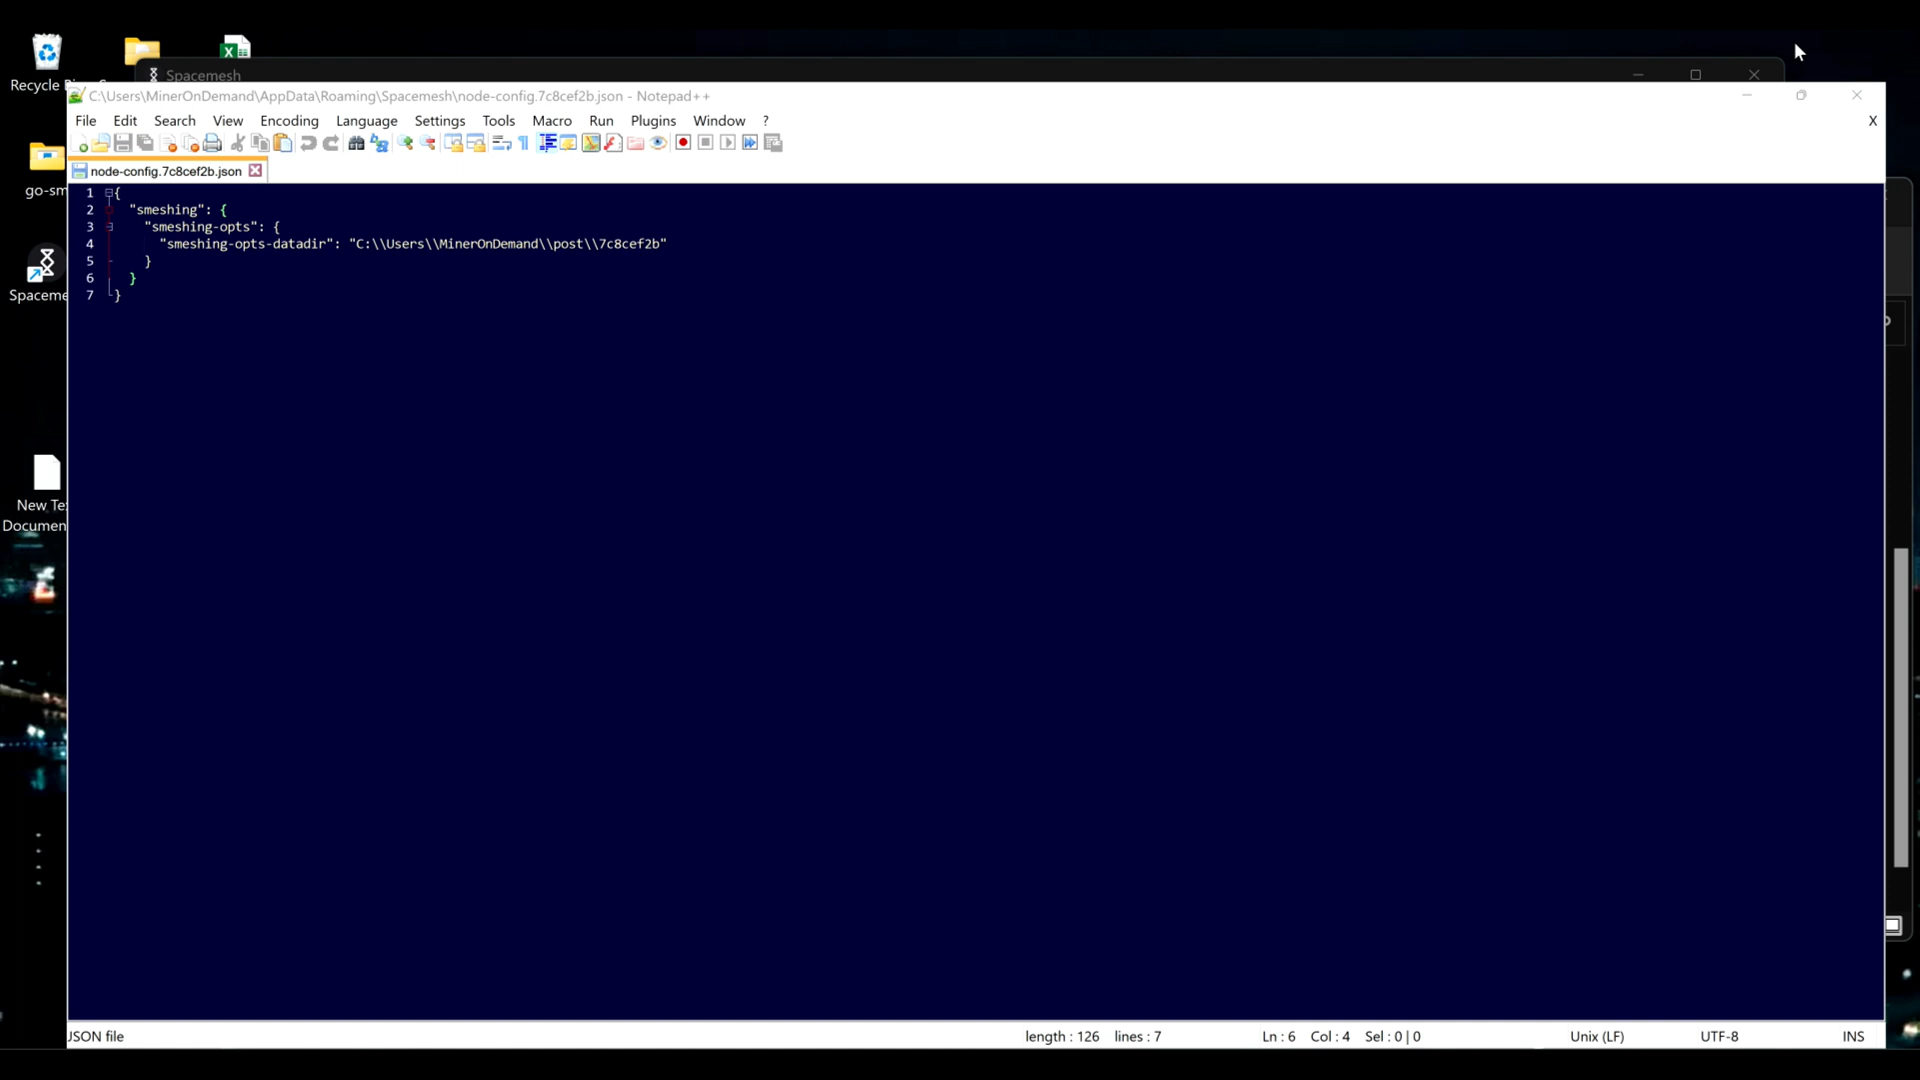 Recycle
Spacemesh
C:\Users\MinerOnDemand\AppData\Roaming\Spacemesh\node-config.7c8cef2b.json - Notepad++
File Edit Search View Encoding Language Settings Tools Macro Run Plugins Window ? X
node-config.7c8cef2b.json
1 {
2 "smeshing": {
3 "smeshing-opts": {
4 "smeshing-opts-datadir": "C:\\Users\\MinerOnDemand\\post\\7c8cef2b"
5 }
6 }
7 }
go-sm
Spaceme
New Te
Documen
JSON file length : 126 lines : 7 Ln : 6 Col : 4 Sel : 0 | 0 Unix (LF) UTF-8 INS